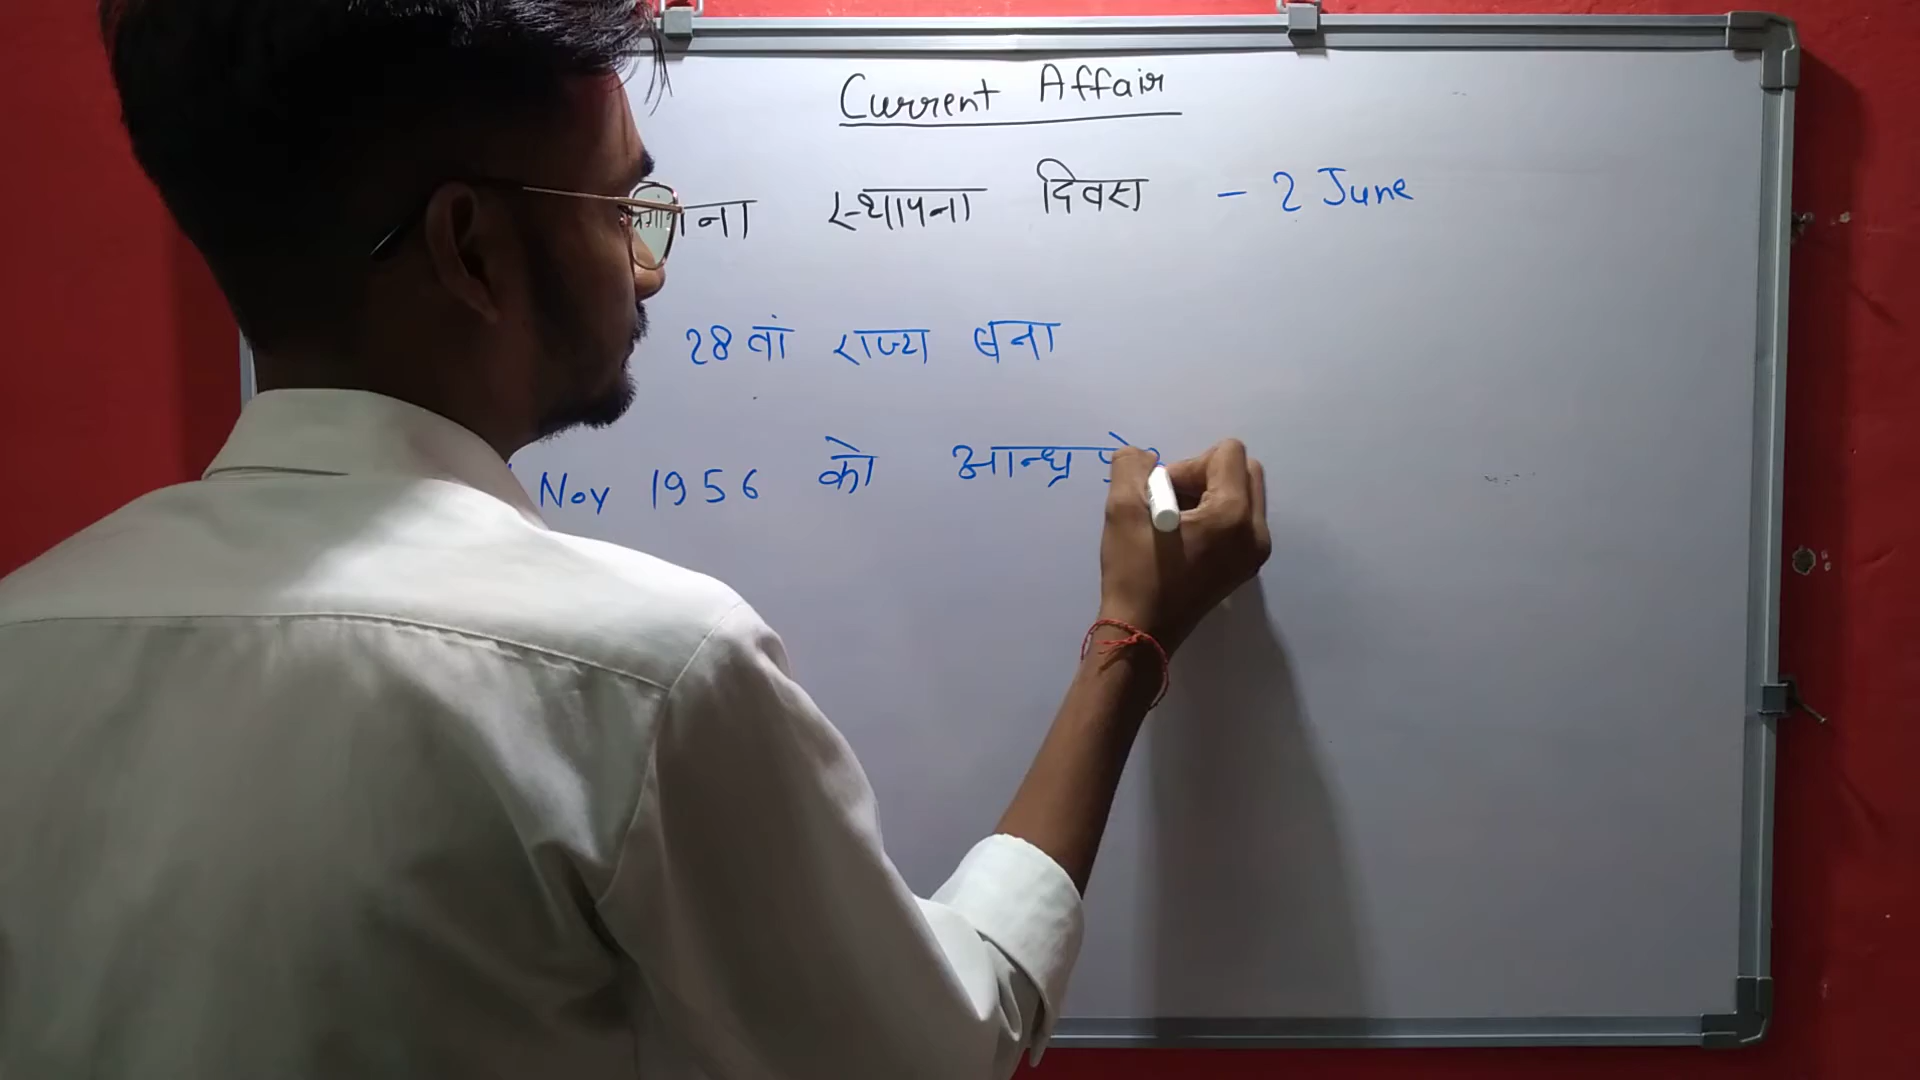 Current Affair
स्थापना दिवस - 2 June
28 वां राज्य बना
Nov 1956 को आन्ध्र